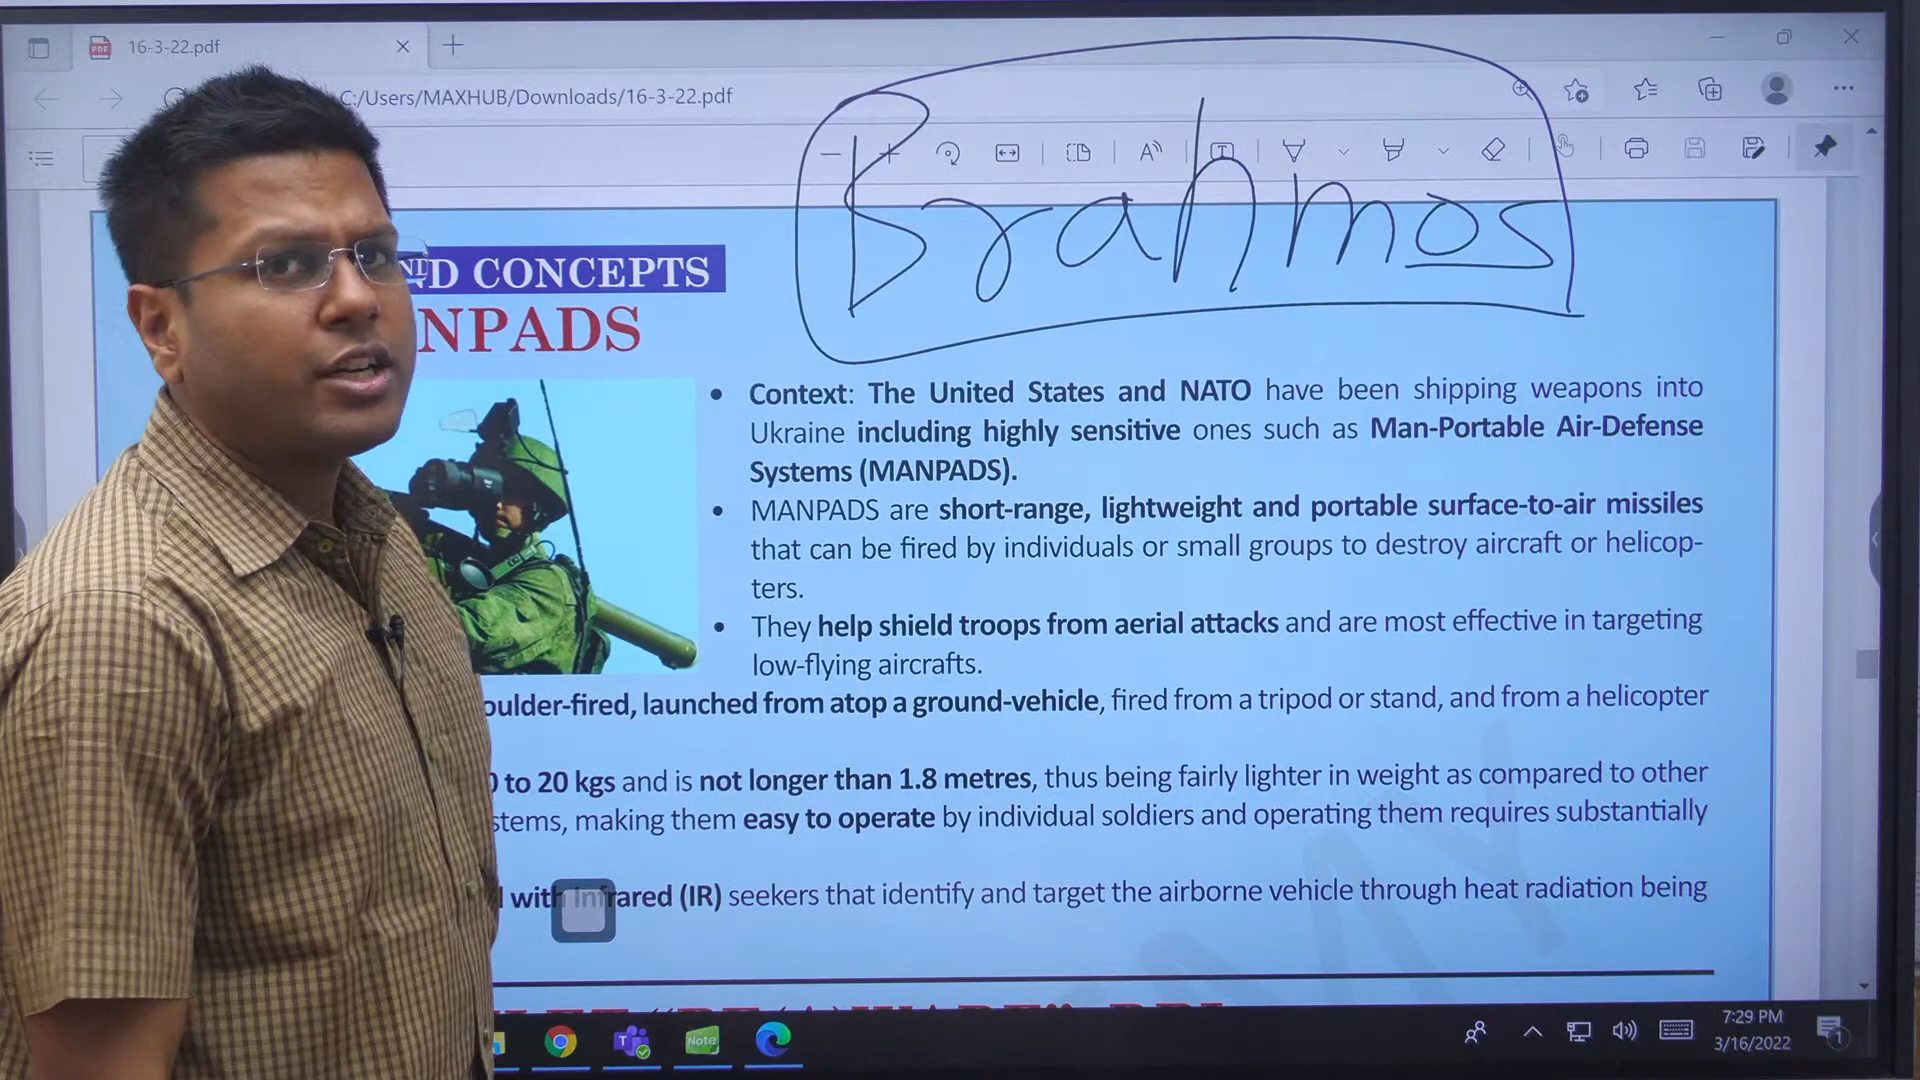 16-3-22.pdf
C:/Users/MAXHUB/Downloads/16-3-22.pdf
Brahmos
ND CONCEPTS
NPADS
• Context: The United States and NATO have been shipping weapons into
Ukraine including highly sensitive ones such as Man-Portable Air-Defense
Systems (MANPADS).
• MANPADS are short-range, lightweight and portable surface-to-air missiles
that can be fired by individuals or small groups to destroy aircraft or helicop-
ters.
• They help shield troops from aerial attacks and are most effective in targeting
low-flying aircrafts.
oulder-fired, launched from atop a ground-vehicle, fired from a tripod or stand, and from a helicopter
0 to 20 kgs and is not longer than 1.8 metres, thus being fairly lighter in weight as compared to other
stems, making them easy to operate by individual soldiers and operating them requires substantially
with Infrared (IR) seekers that identify and target the airborne vehicle through heat radiation being
Note
7:29 PM
3/16/2022
1